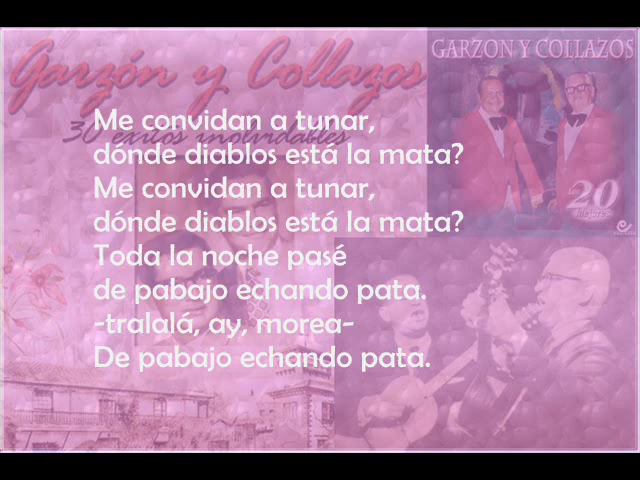 Garzón y Collazos
30 éxitos inolvidables
GARZON Y COLLAZOS
20
Mejores
Me convidan a tunar,
dónde diablos está la mata?
Me convidan a tunar,
dónde diablos está la mata?
Toda la noche pasé
de pabajo echando pata.
-tralalá, ay, morea-
De pabajo echando pata.